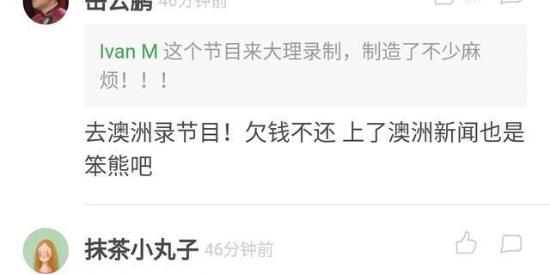 岳云鹏 46分钟前
Ivan M 这个节目来大理录制，制造了不少麻
烦！！！
去澳洲录节目！欠钱不还 上了澳洲新闻也是
笨熊吧
抹茶小丸子 46分钟前